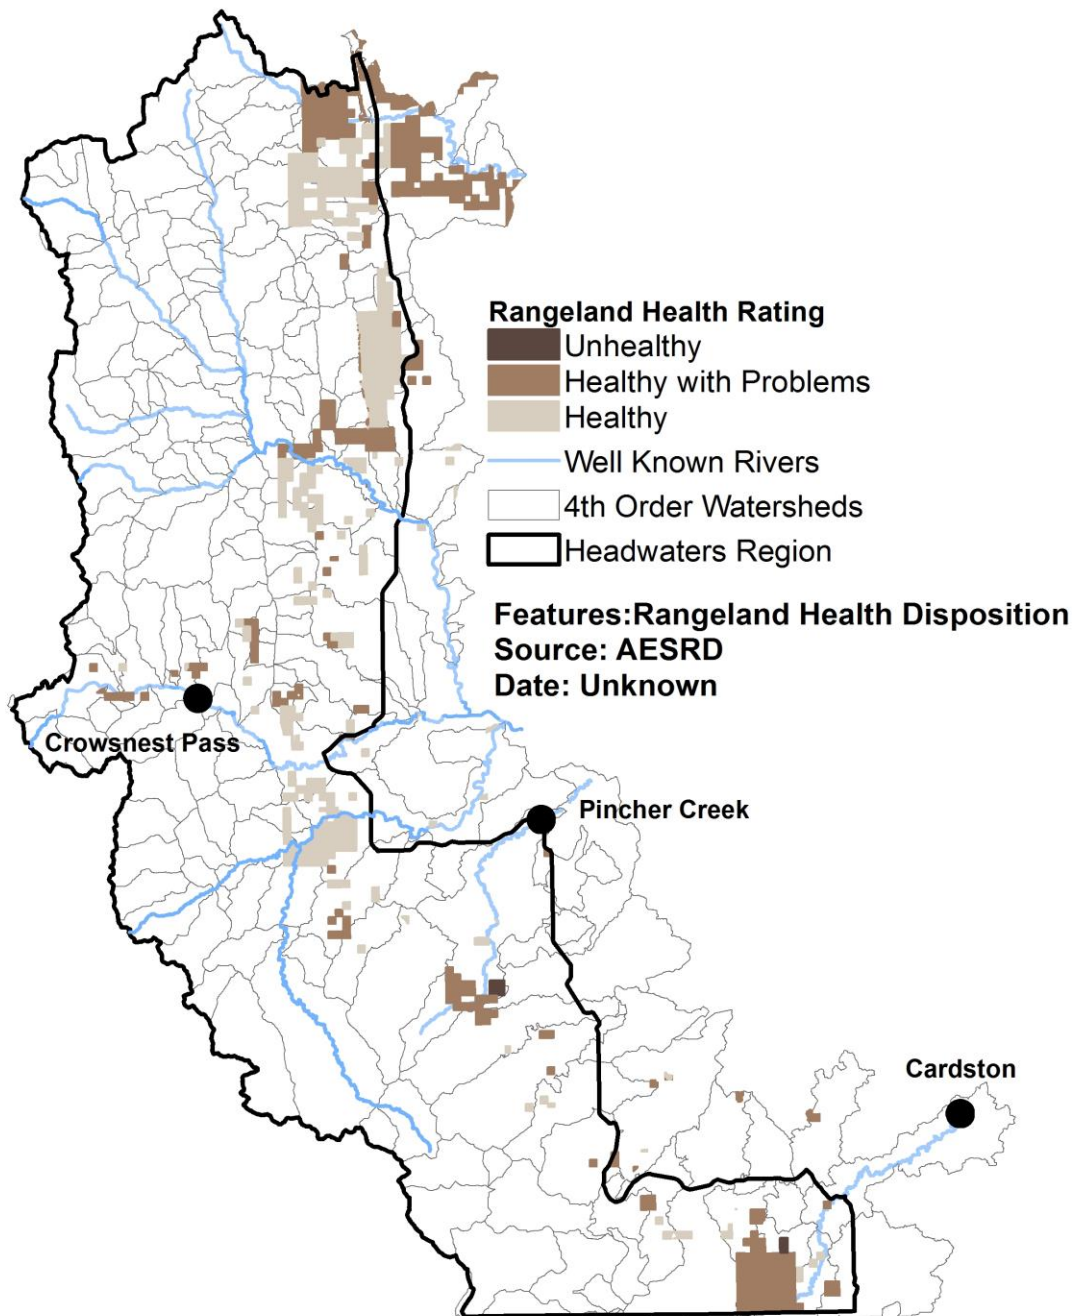 Rangeland Health Rating
Unhealthy
Healthy with Problems
Healthy
Well Known Rivers
4th Order Watersheds
Headwaters Region
Features:Rangeland Health Disposition
Source: AESRD
Date: Unknown
Crowsnest Pass
Pincher Creek
Cardston